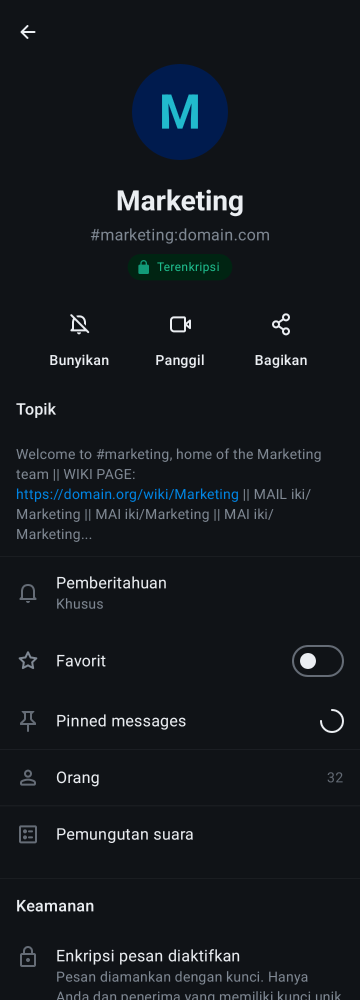 M
Marketing
#marketing:domain.com
Terenkripsi
Bunyikan
Panggil
Bagikan
Topik
Welcome to #marketing, home of the Marketing
team || WIKI PAGE:
https://domain.org/wiki/Marketing || MAIL iki/
Marketing || MAI iki/Marketing || MAI iki/
Marketing...
Pemberitahuan
Khusus
Favorit
Pinned messages
Orang
32
Pemungutan suara
Keamanan
Enkripsi pesan diaktifkan
Pesan diamankan dengan kunci. Hanya
Anda dan penerima yang memiliki kunci unik